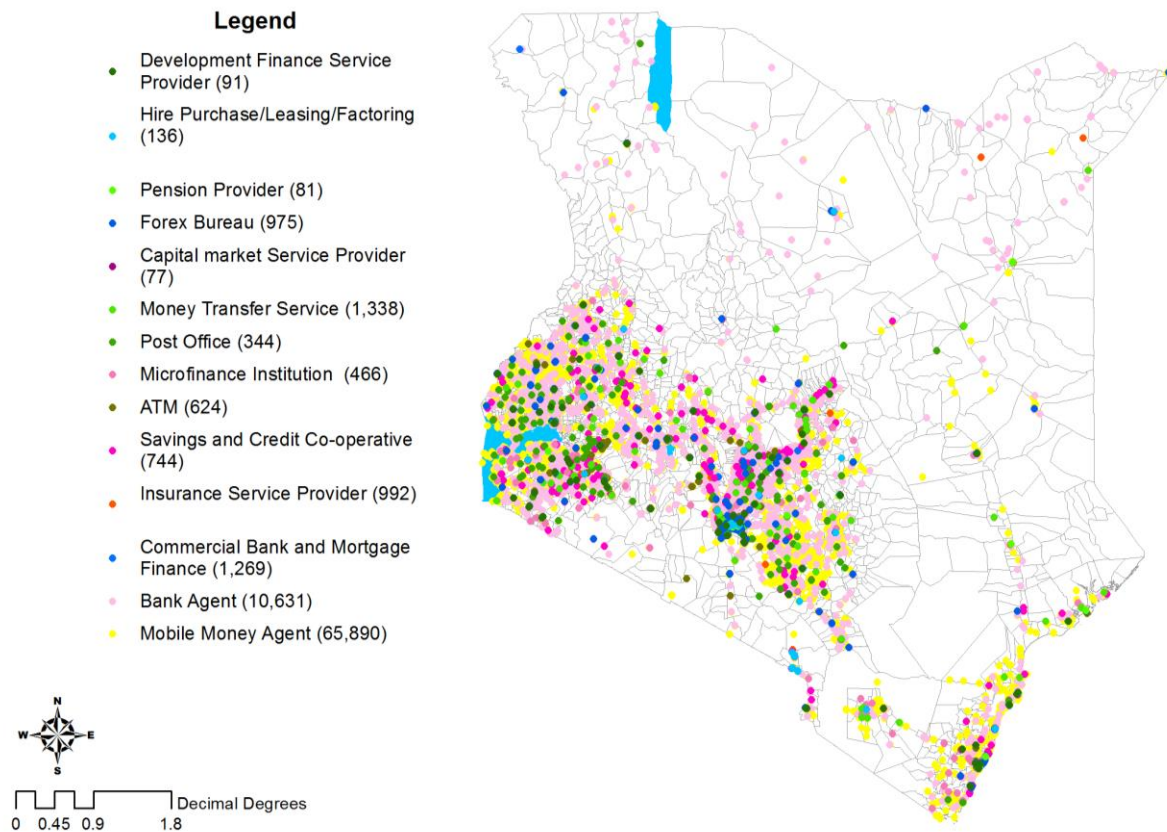 Legend
Development Finance Service
Provider (91)
Hire Purchase/Leasing/Factoring
(136)
Pension Provider (81)
Forex Bureau (975)
Capital market Service Provider
(77)
Money Transfer Service (1,338)
Post Office (344)
Microfinance Institution (466)
ATM (624)
Savings and Credit Co-operative
(744)
Insurance Service Provider (992)
Commercial Bank and Mortgage
Finance (1,269)
Bank Agent (10,631)
Mobile Money Agent (65,890)
N
W E
S
Decimal Degrees
0 0.45 0.9 1.8